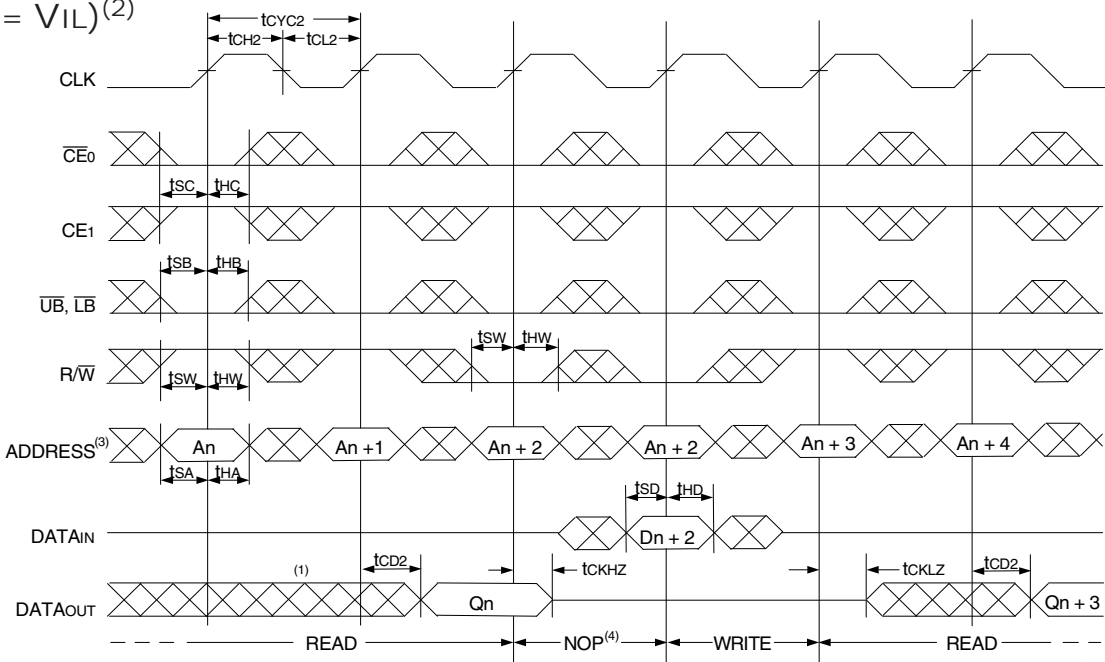 = VIL)(2)
tCYC2
tCH2 tCL2
CLK
CE0
tSC tHC
CE1
tSB tHB
UB, LB
tSW tHW
R/W
tSW tHW
ADDRESS(3) An An +1 An + 2 An + 2 An + 3 An + 4
tSA tHA
tSD tHD
DATAIN Dn + 2
(1) tCD2 tCKHZ tCKLZ tCD2
DATAOUT Qn Qn + 3
READ NOP(4) WRITE READ